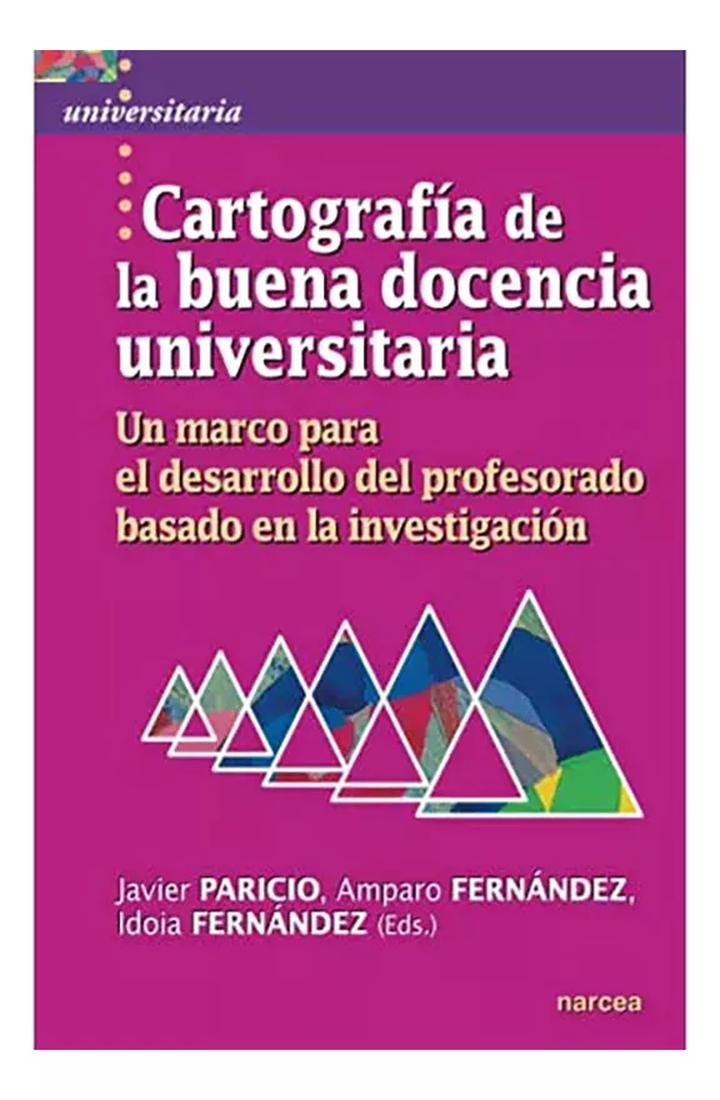 universitaria
Cartografía de
la buena docencia
universitaria
Un marco para
el desarrollo del profesorado
basado en la investigación
Javier PARICIO, Amparo FERNÁNDEZ,
Idoia FERNÁNDEZ (Eds.)
narcea